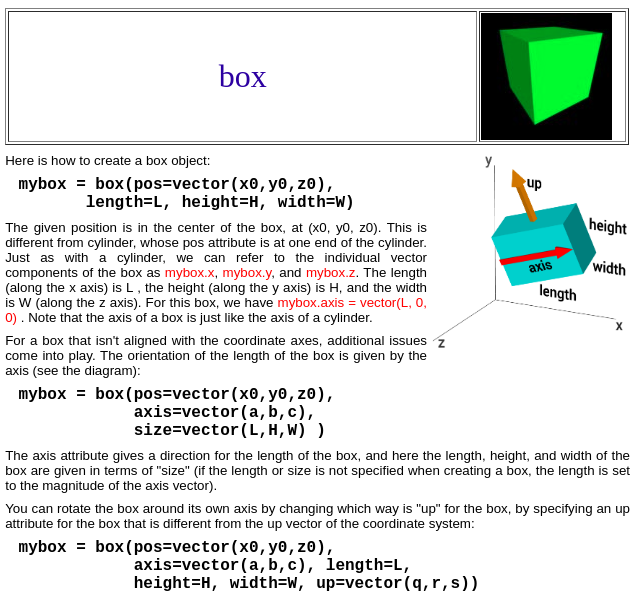 box
Here is how to create a box object:
mybox = box(pos=vector(x0,y0,z0),
length=L, height=H, width=W)
The given position is in the center of the box, at (x0, y0, z0). This is
different from cylinder, whose pos attribute is at one end of the cylinder.
Just as with a cylinder, we can refer to the individual vector
components of the box as mybox.x, mybox.y, and mybox.z. The length
(along the x axis) is L , the height (along the y axis) is H, and the width
is W (along the z axis). For this box, we have mybox.axis = vector(L, 0,
0) . Note that the axis of a box is just like the axis of a cylinder.
y
up
height
axis
width
length
x
z
For a box that isn't aligned with the coordinate axes, additional issues
come into play. The orientation of the length of the box is given by the
axis (see the diagram):
mybox = box(pos=vector(x0,y0,z0),
axis=vector(a,b,c),
size=vector(L,H,W) )
The axis attribute gives a direction for the length of the box, and here the length, height, and width of the
box are given in terms of "size" (if the length or size is not specified when creating a box, the length is set
to the magnitude of the axis vector).
You can rotate the box around its own axis by changing which way is "up" for the box, by specifying an up
attribute for the box that is different from the up vector of the coordinate system:
mybox = box(pos=vector(x0,y0,z0),
axis=vector(a,b,c), length=L,
height=H, width=W, up=vector(q,r,s))